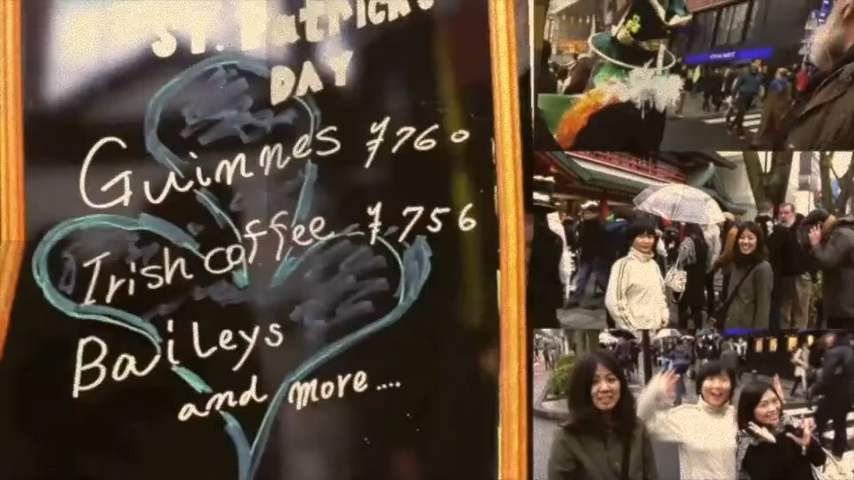 ST. Patrick's
DAY
Guinnes ¥760
Irish coffee ¥756
Baileys
and more....